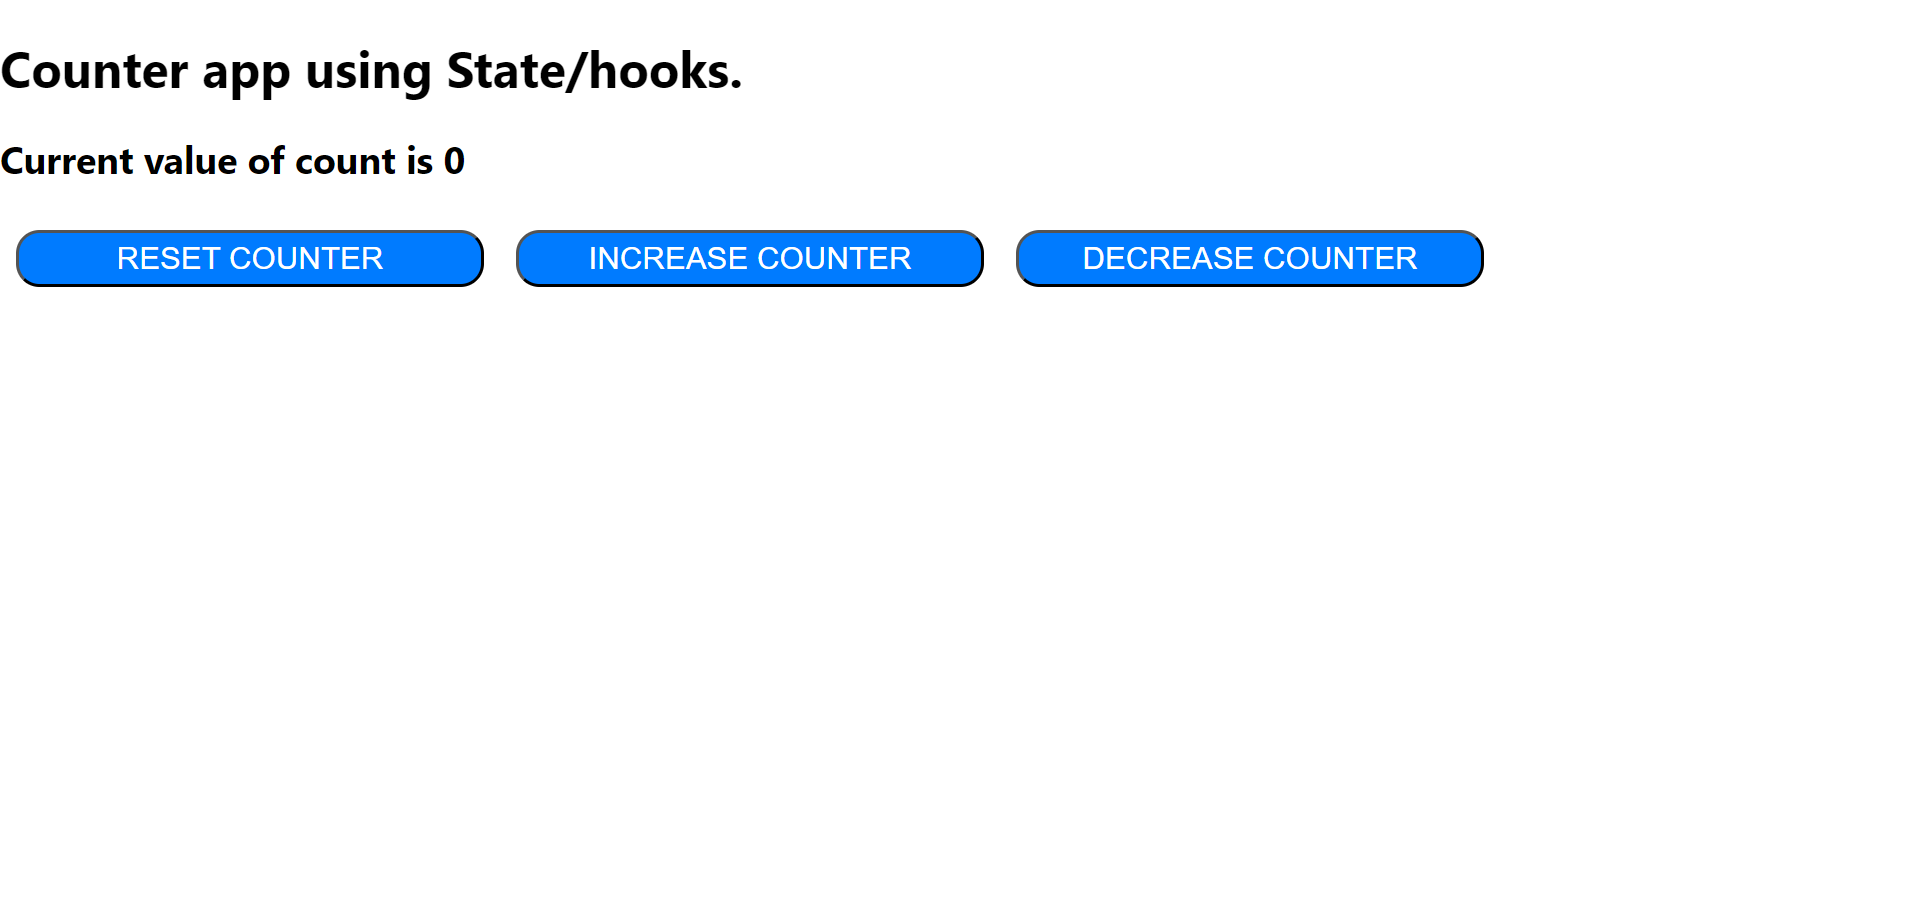 Counter app using State/hooks.
Current value of count is 0
RESET COUNTER INCREASE COUNTER DECREASE COUNTER